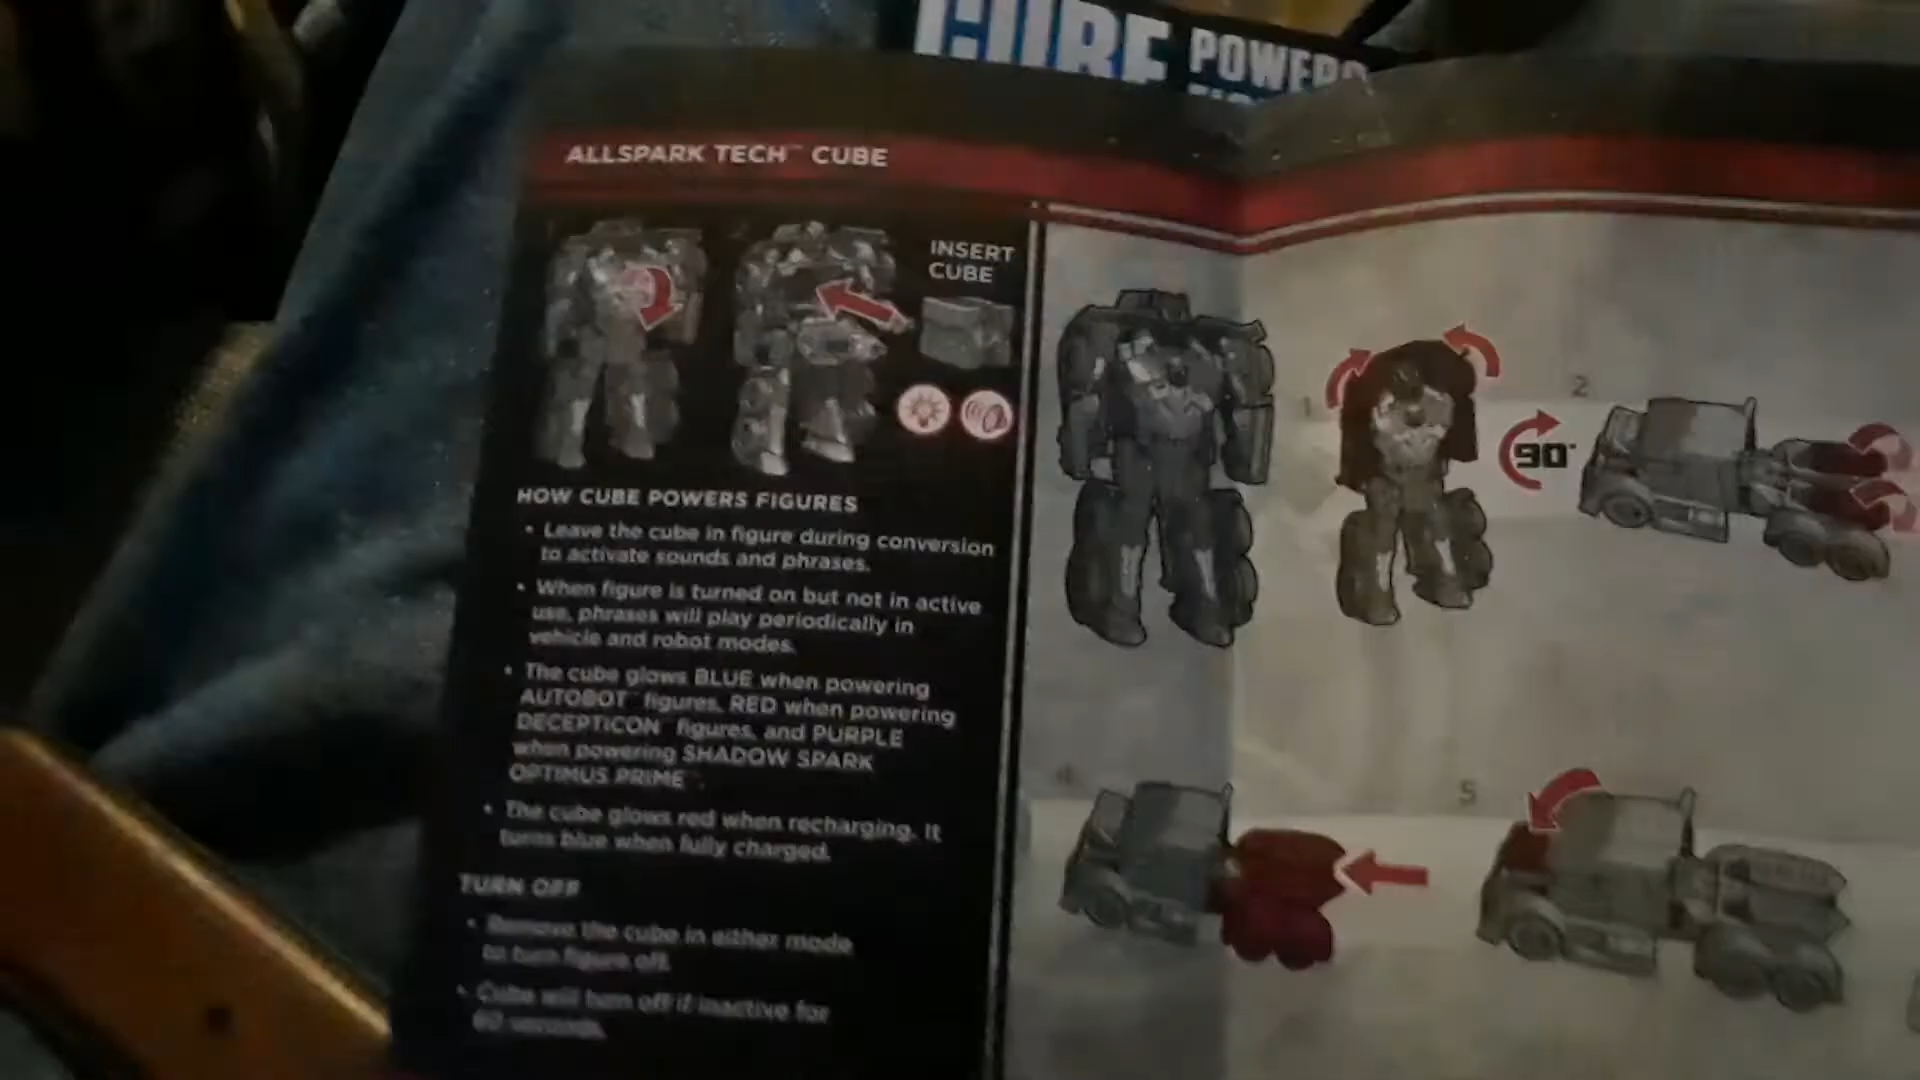 CUBE POWERS
ALLSPARK TECH™ CUBE
INSERT
CUBE
HOW CUBE POWERS FIGURES
• Leave the cube in figure during conversion
to activate sounds and phrases.
• When figure is turned on but not in active
use, phrases will play periodically in
vehicle and robot modes.
• The cube glows BLUE when powering
AUTOBOT™ figures, RED when powering
DECEPTICON™ figures, and PURPLE
when powering SHADOW SPARK
OPTIMUS PRIME™.
• The cube glows red when recharging. It
turns blue when fully charged.
TURN OFF
• Remove the cube in either mode
to turn figure off.
• Cube will turn off if inactive for
60 seconds.
1
90°
2
4
5